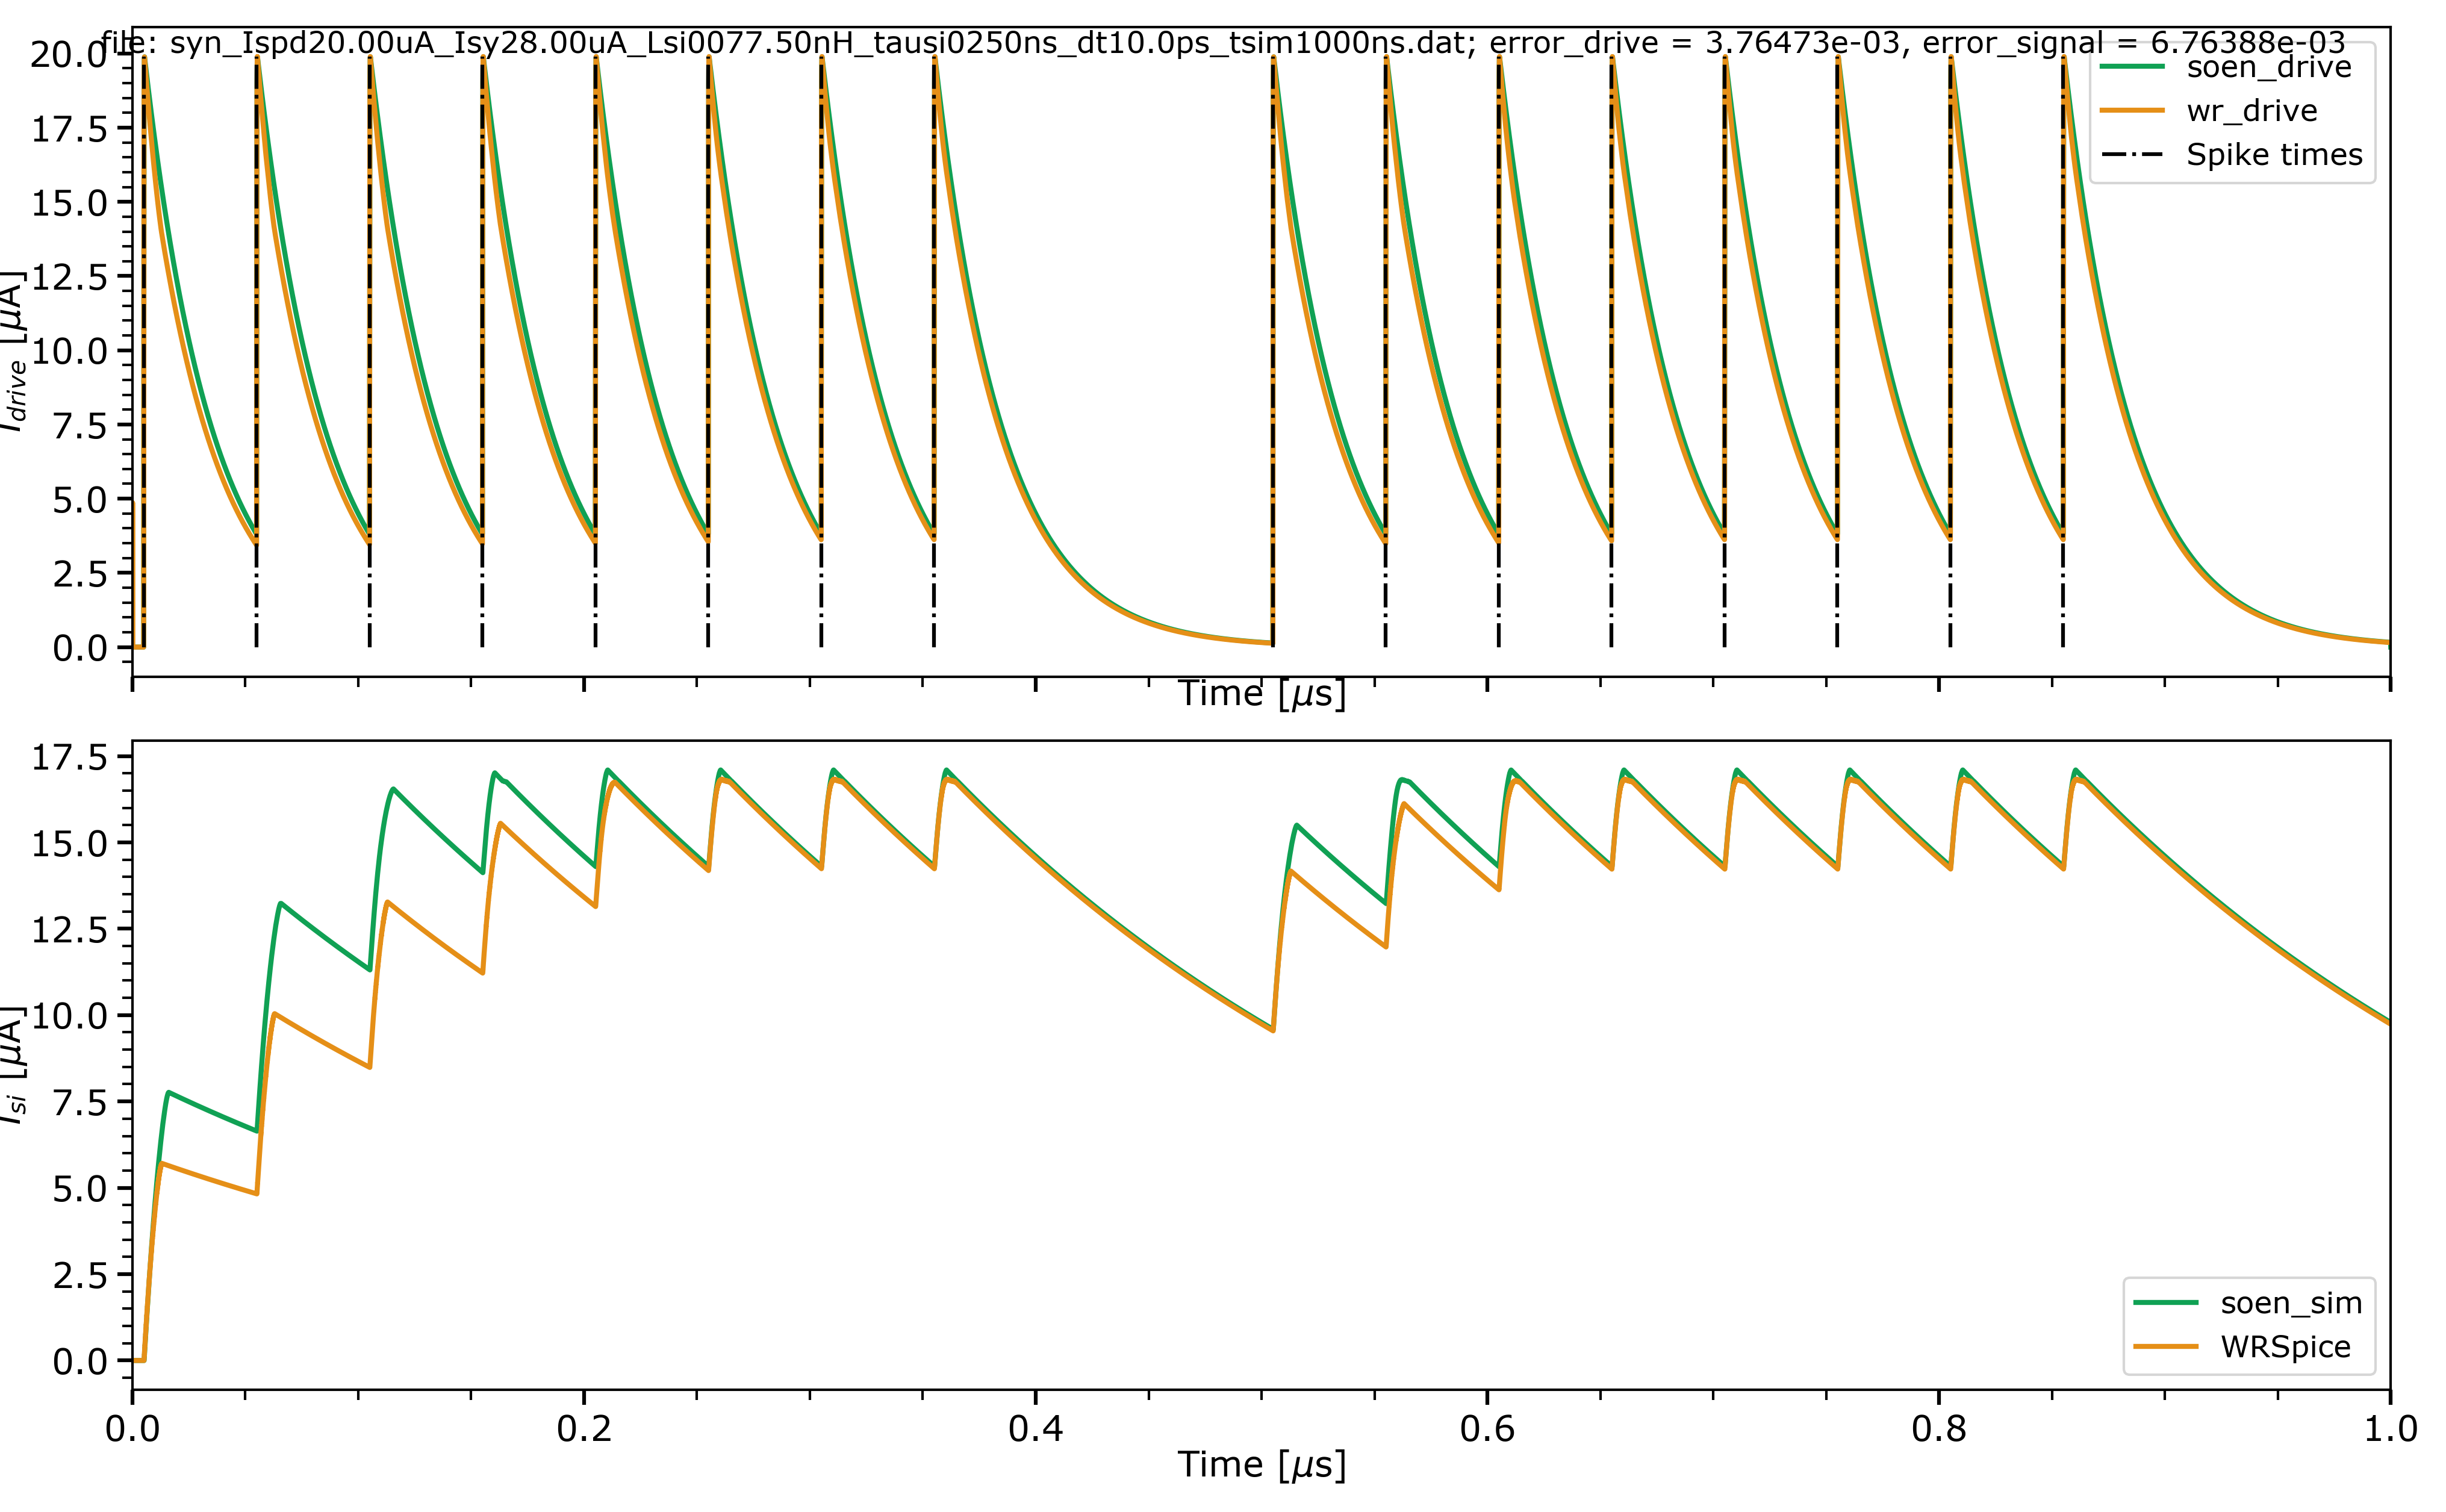 file: syn_Ispd20.00uA_Isy28.00uA_Lsi0077.50nH_tausi0250ns_dt10.0ps_tsim1000ns.dat; error_drive = 3.76473e-03, error_signal = 6.76388e-03
20.0
17.5
15.0
12.5
10.0
7.5
5.0
2.5
0.0
I_drive [μA]
soen_drive
wr_drive
Spike times
Time [μs]
17.5
15.0
12.5
10.0
7.5
5.0
2.5
0.0
I_si [μA]
soen_sim
WRSpice
0.0 0.2 0.4 0.6 0.8 1.0
Time [μs]